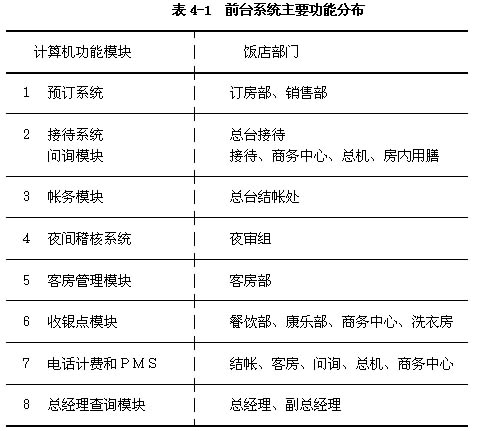 表4-1 前台系统主要功能分布
计算机功能模块 饭店部门
1 预订系统 订房部、销售部
2 接待系统 总台接待
问询模块 接待、商务中心、总机、房内用膳
3 帐务模块 总台结帐处
4 夜间稽核系统 夜审组
5 客房管理模块 客房部
6 收银点模块 餐饮部、康乐部、商务中心、洗衣房
7 电话计费和PMS 结帐、客房、问询、总机、商务中心
8 总经理查询模块 总经理、副总经理